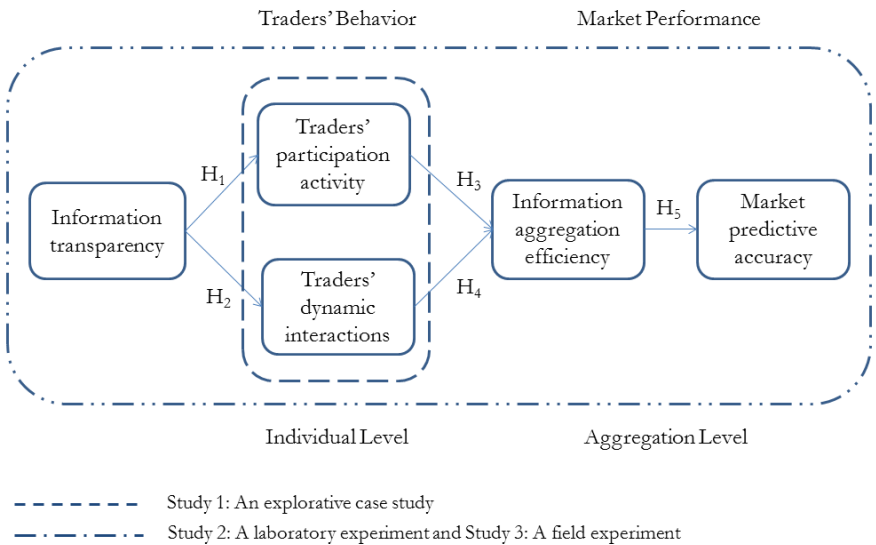 Traders' Behavior
Market Performance
Traders'
participation
activity
H1
H3
Information
transparency
Information
aggregation
efficiency
H5
Market
predictive
accuracy
H2
H4
Traders'
dynamic
interactions
Individual Level
Aggregation Level
Study 1: An explorative case study
Study 2: A laboratory experiment and Study 3: A field experiment